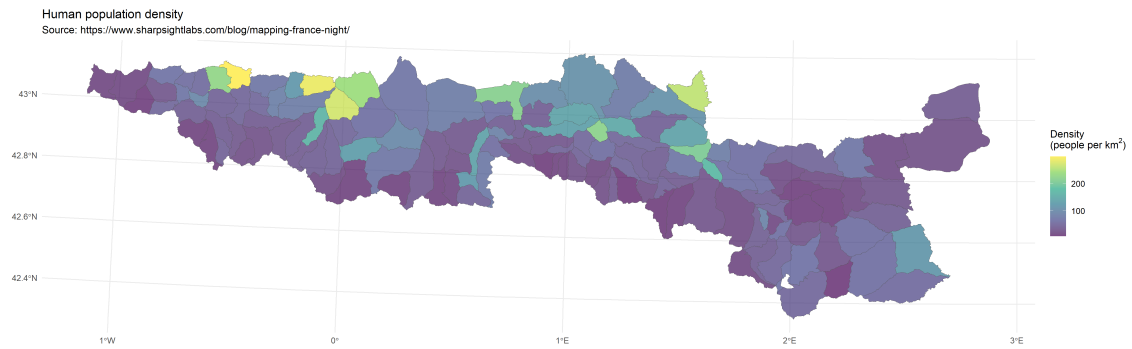 Human population density
Source: https://www.sharpsightlabs.com/blog/mapping-france-night/
43°N
42.8°N
42.6°N
42.4°N
1°W
0°
1°E
2°E
3°E
Density
(people per km²)
200
100